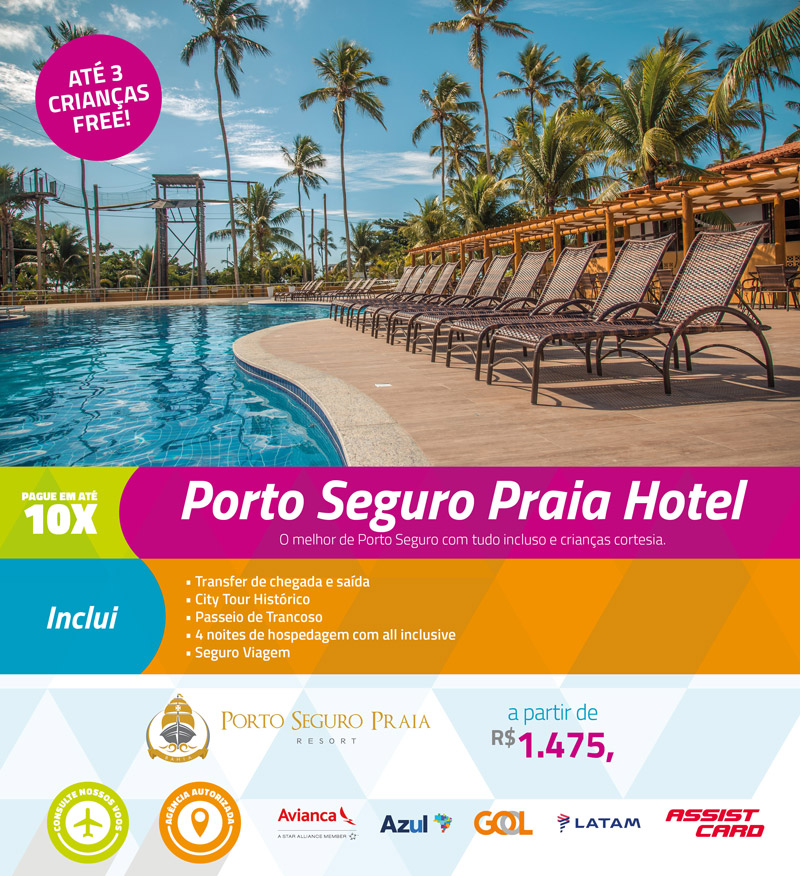 ATÉ 3
CRIANÇAS
FREE!
PAGUE EM ATÉ
10X
Porto Seguro Praia Hotel
O melhor de Porto Seguro com tudo incluso e crianças cortesia.
Inclui
• Transfer de chegada e saída
• City Tour Histórico
• Passeio de Trancoso
• 4 noites de hospedagem com all inclusive
• Seguro Viagem
BAHIA
PORTO SEGURO PRAIA
RESORT
a partir de
R$1.475,
CONSULTE NOSSOS VOOS
AGÊNCIA AUTORIZADA
Avianca
A STAR ALLIANCE MEMBER
Azul
GOL
LATAM
ASSIST
CARD